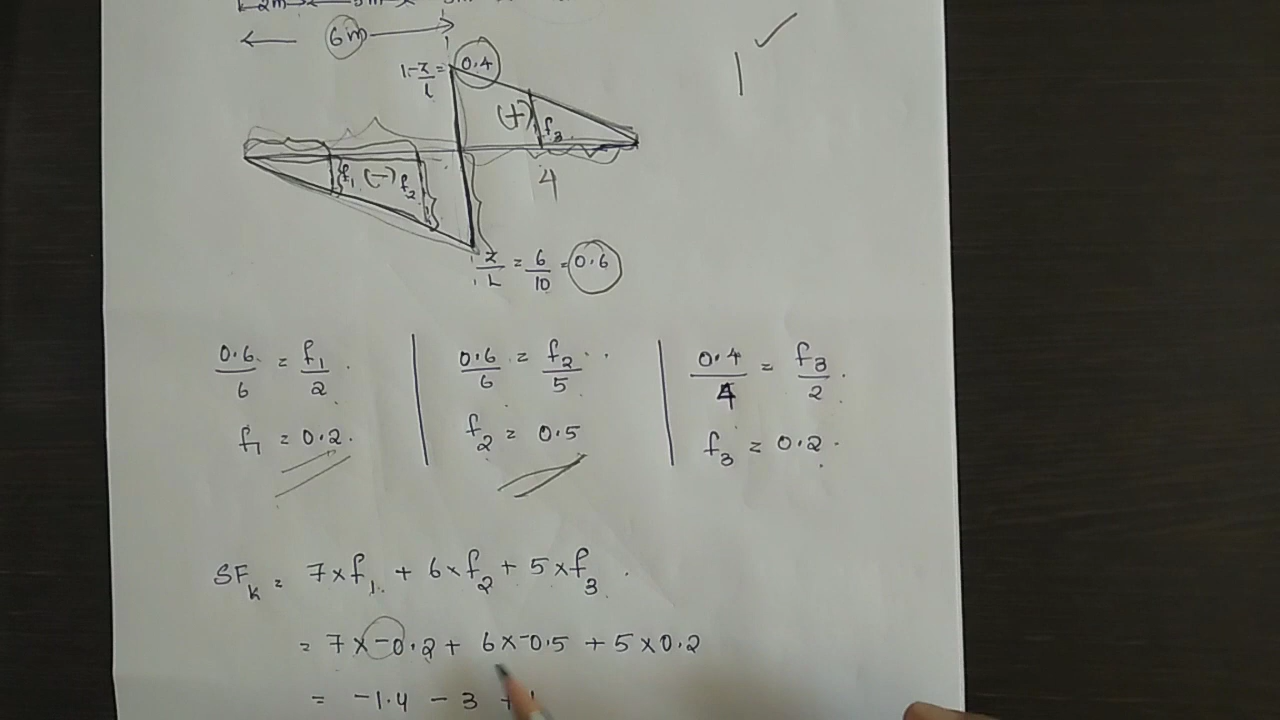 2m
6m
1-z/L = 0.4
1 ✓
(+) f3
f1 (-) f2
4
z/L = 6/10 = 0.6
0.6/6 = f1/2 | 0.6/6 = f2/5 | 0.4/4 = f3/2
f1 = 0.2 | f2 = 0.5 | f3 = 0.2
SFk = 7×f1 + 6×f2 + 5×f3
= 7×-0.2 + 6×-0.5 + 5×0.2
= -1.4 - 3 +